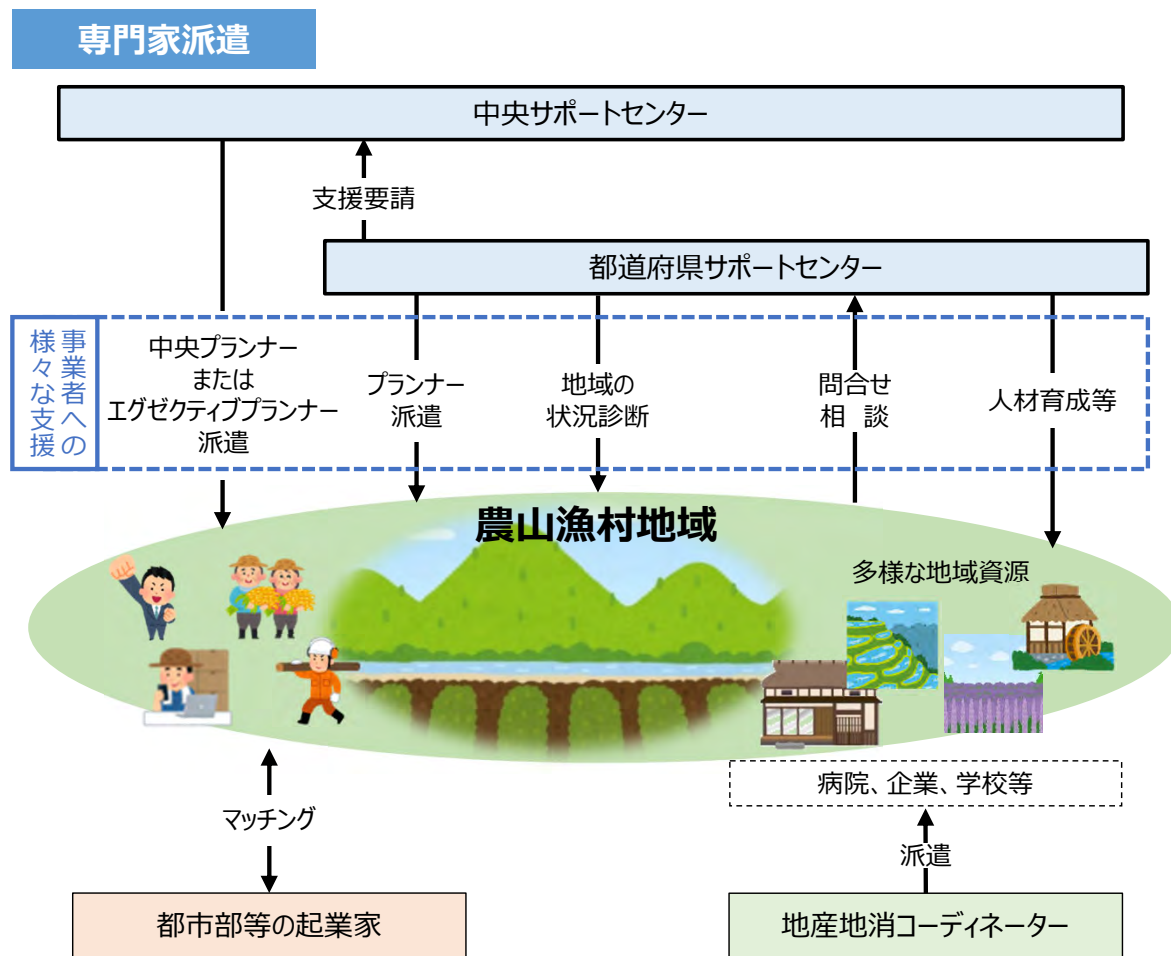 専門家派遣
中央サポートセンター
支援要請
都道府県サポートセンター
事業者への
様々な支援
中央プランナー
または
エグゼクティブプランナー
派遣
プランナー
派遣
地域の
状況診断
問合せ
相　談
人材育成等
農山漁村地域
多様な地域資源
病院、企業、学校等
マッチング
派遣
都市部等の起業家
地産地消コーディネーター